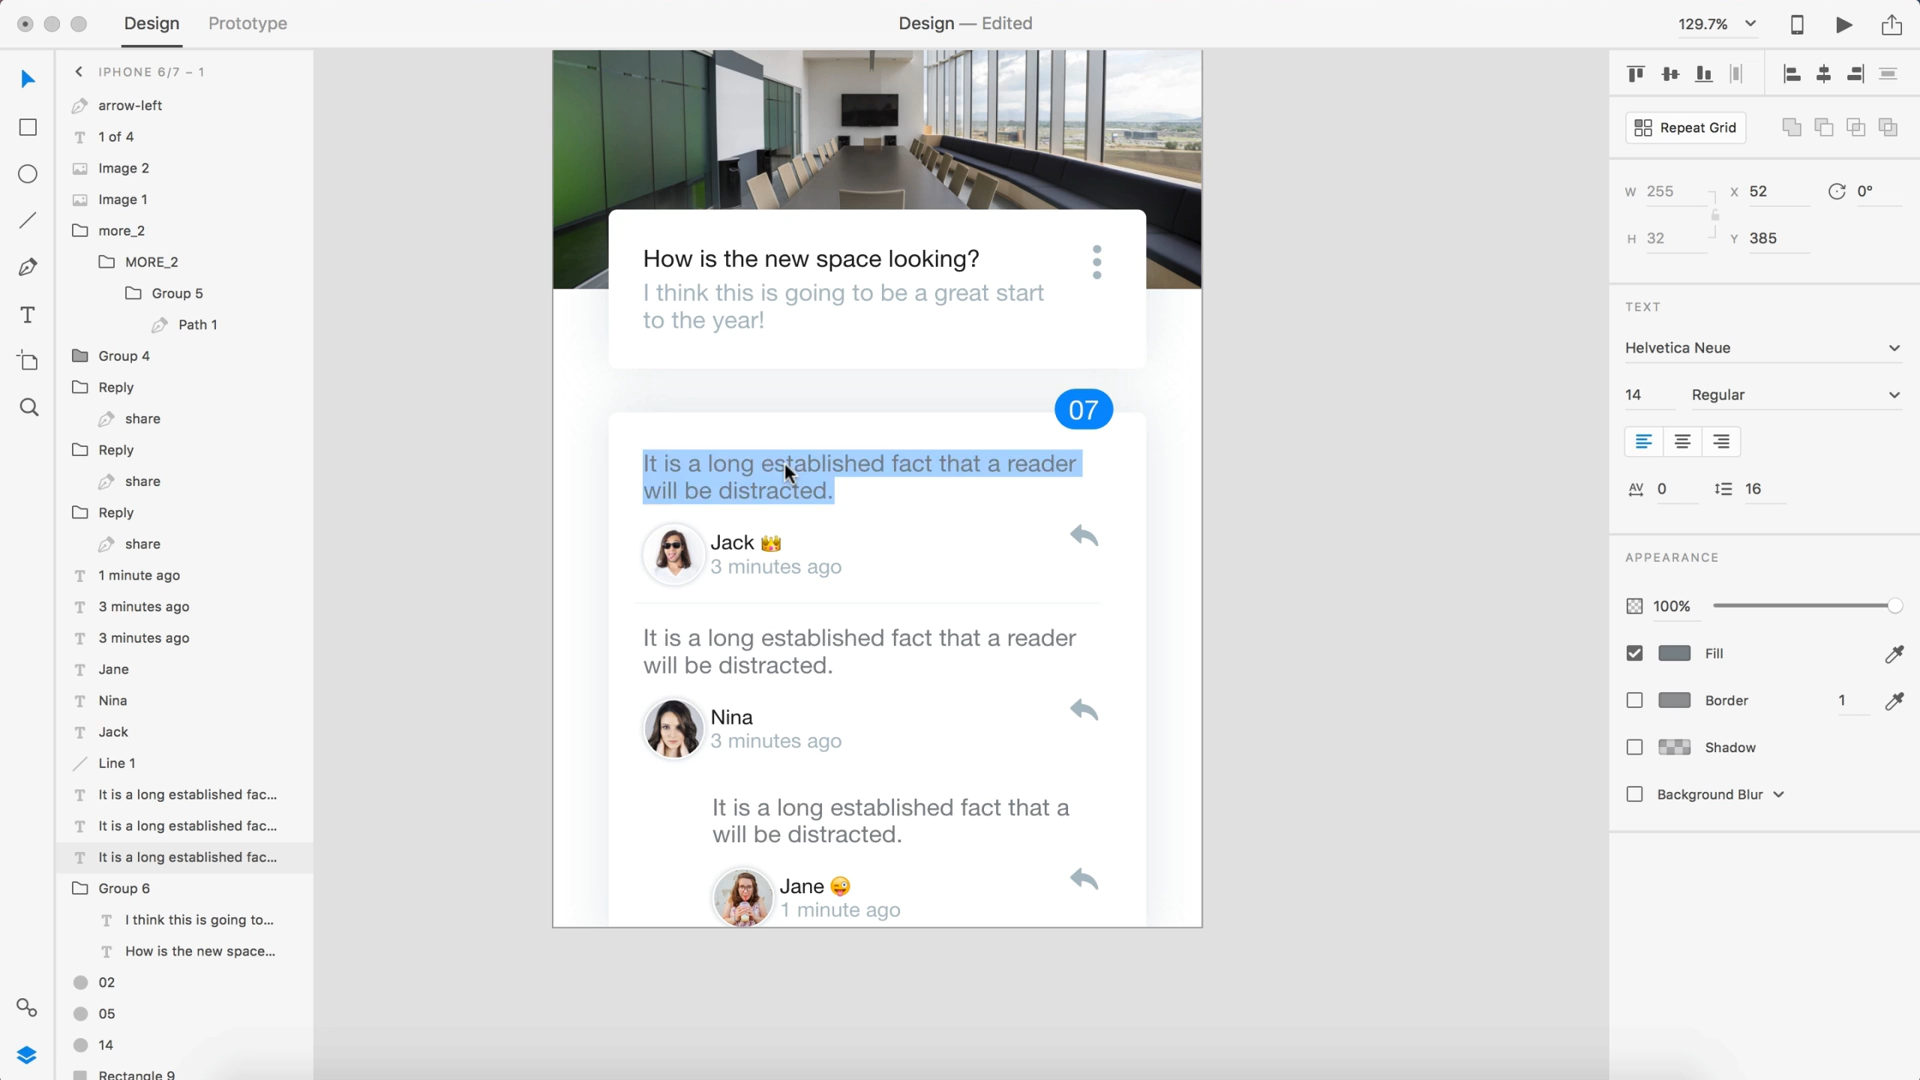 Design
Prototype
Design — Edited
129.7%
IPHONE 6/7 – 1
arrow-left
1 of 4
Image 2
Image 1
more_2
MORE_2
Group 5
Path 1
Group 4
Reply
share
Reply
share
Reply
share
1 minute ago
3 minutes ago
3 minutes ago
Jane
Nina
Jack
Line 1
It is a long established fac...
It is a long established fac...
It is a long established fac...
Group 6
I think this is going to...
How is the new space...
02
05
14
Rectangle 9
How is the new space looking?
I think this is going to be a great start
to the year!
07
It is a long established fact that a reader
will be distracted.
Jack 👑
3 minutes ago
It is a long established fact that a reader
will be distracted.
Nina
3 minutes ago
It is a long established fact that a
will be distracted.
Jane 😜
1 minute ago
Repeat Grid
W 255
X 52
0°
H 32
Y 385
TEXT
Helvetica Neue
14
Regular
AV 0
16
APPEARANCE
100%
Fill
Border
1
Shadow
Background Blur